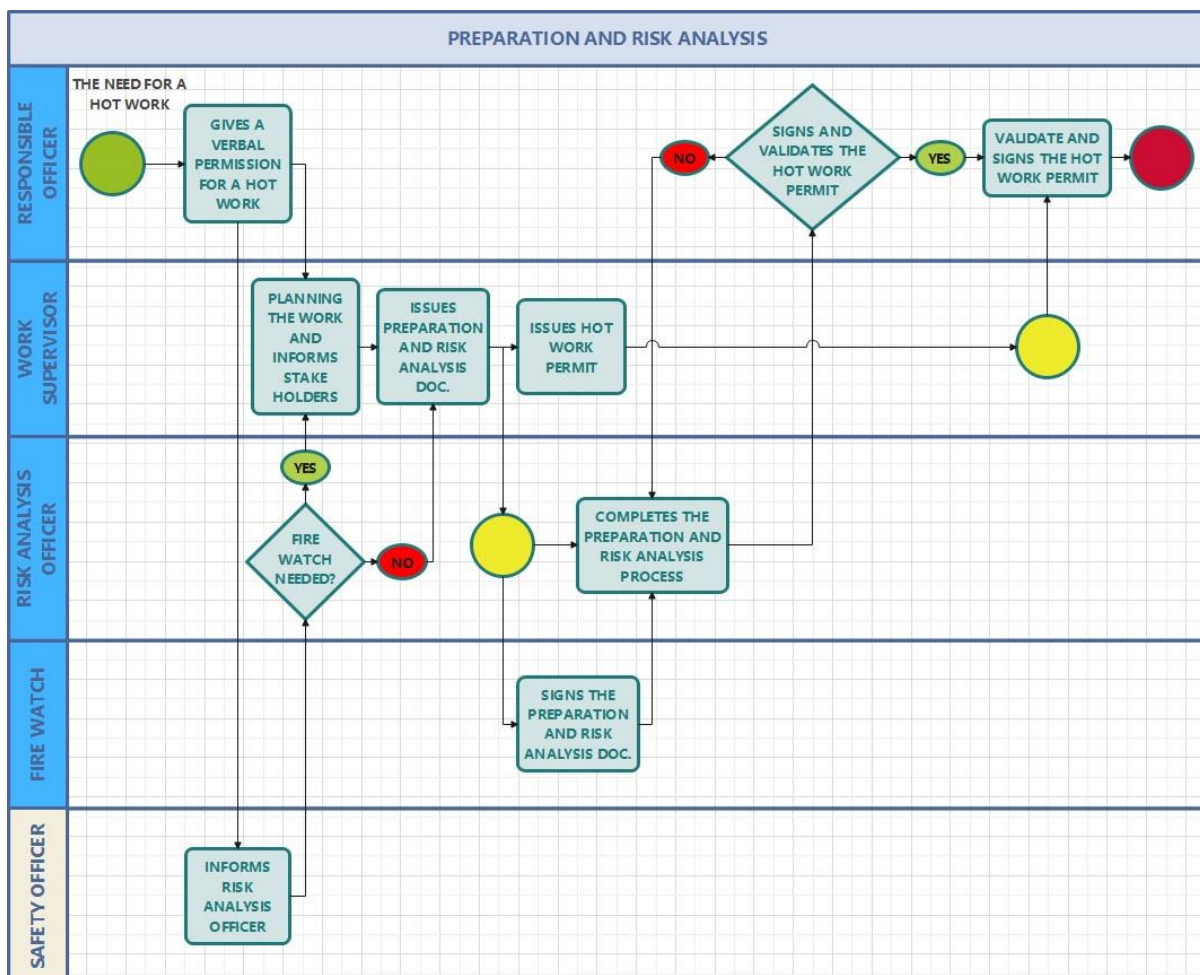 PREPARATION AND RISK ANALYSIS
RESPONSIBLE
OFFICER
THE NEED FOR A
HOT WORK
GIVES A
VERBAL
PERMISSION
FOR A HOT
WORK
NO
SIGNS AND
VALIDATES THE
HOT WORK
PERMIT
YES
VALIDATE AND
SIGNS THE HOT
WORK PERMIT
WORK
SUPERVISOR
PLANNING
THE WORK
AND
INFORMS
STAKE
HOLDERS
ISSUES
PREPARATION
AND RISK
ANALYSIS
DOC.
ISSUES HOT
WORK
PERMIT
RISK ANALYSIS
OFFICER
YES
FIRE
WATCH
NEEDED?
NO
COMPLETES THE
PREPARATION AND
RISK ANALYSIS
PROCESS
FIRE WATCH
SIGNS THE
PREPARATION
AND RISK
ANALYSIS DOC.
SAFETY OFFICER
INFORMS
RISK
ANALYSIS
OFFICER